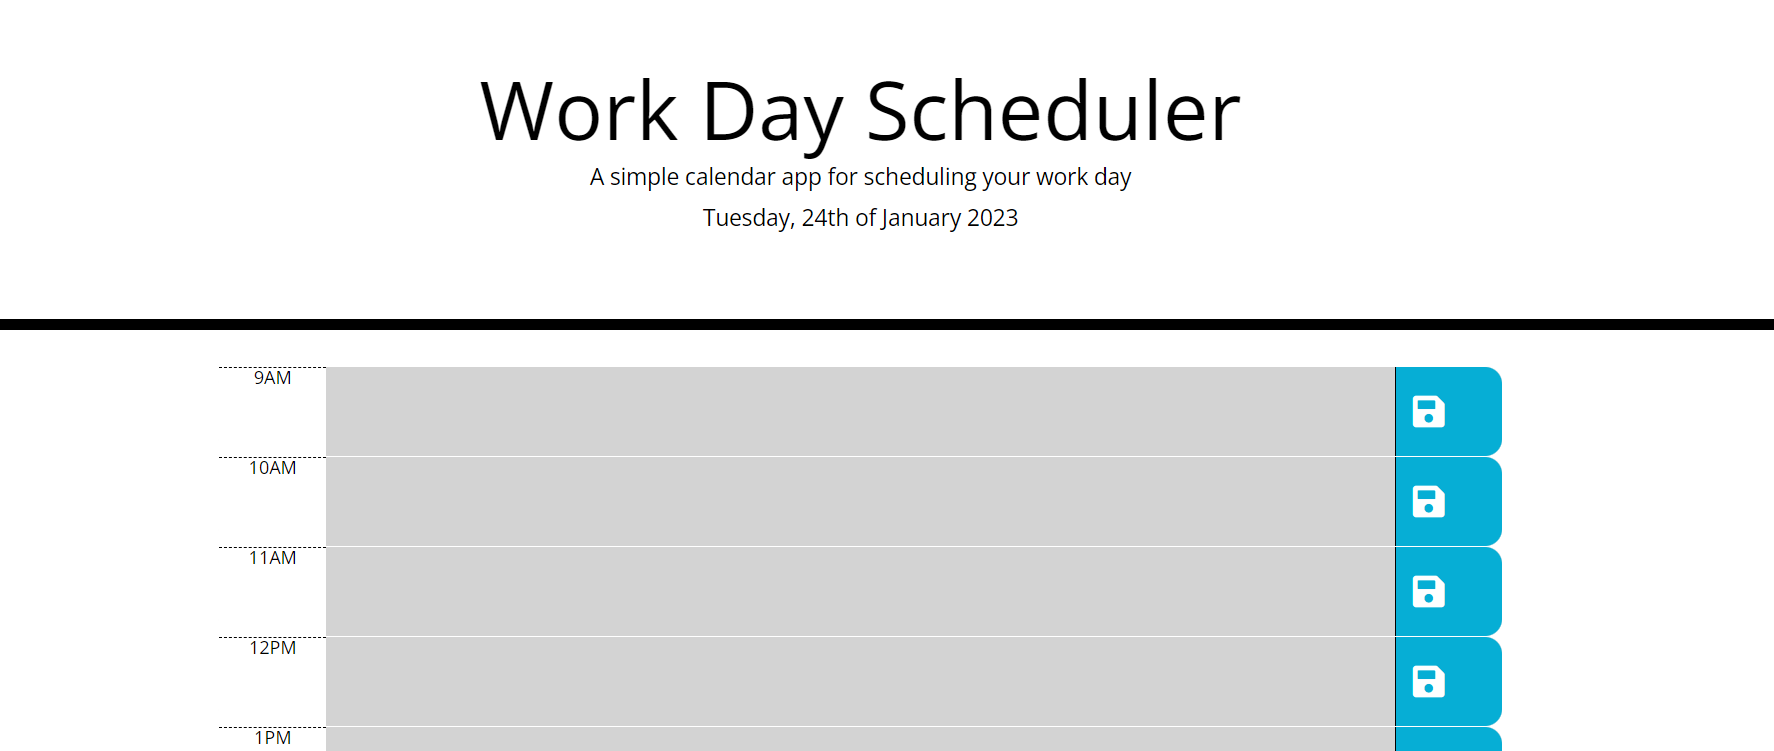 Work Day Scheduler
A simple calendar app for scheduling your work day
Tuesday, 24th of January 2023
9AM
10AM
11AM
12PM
1PM